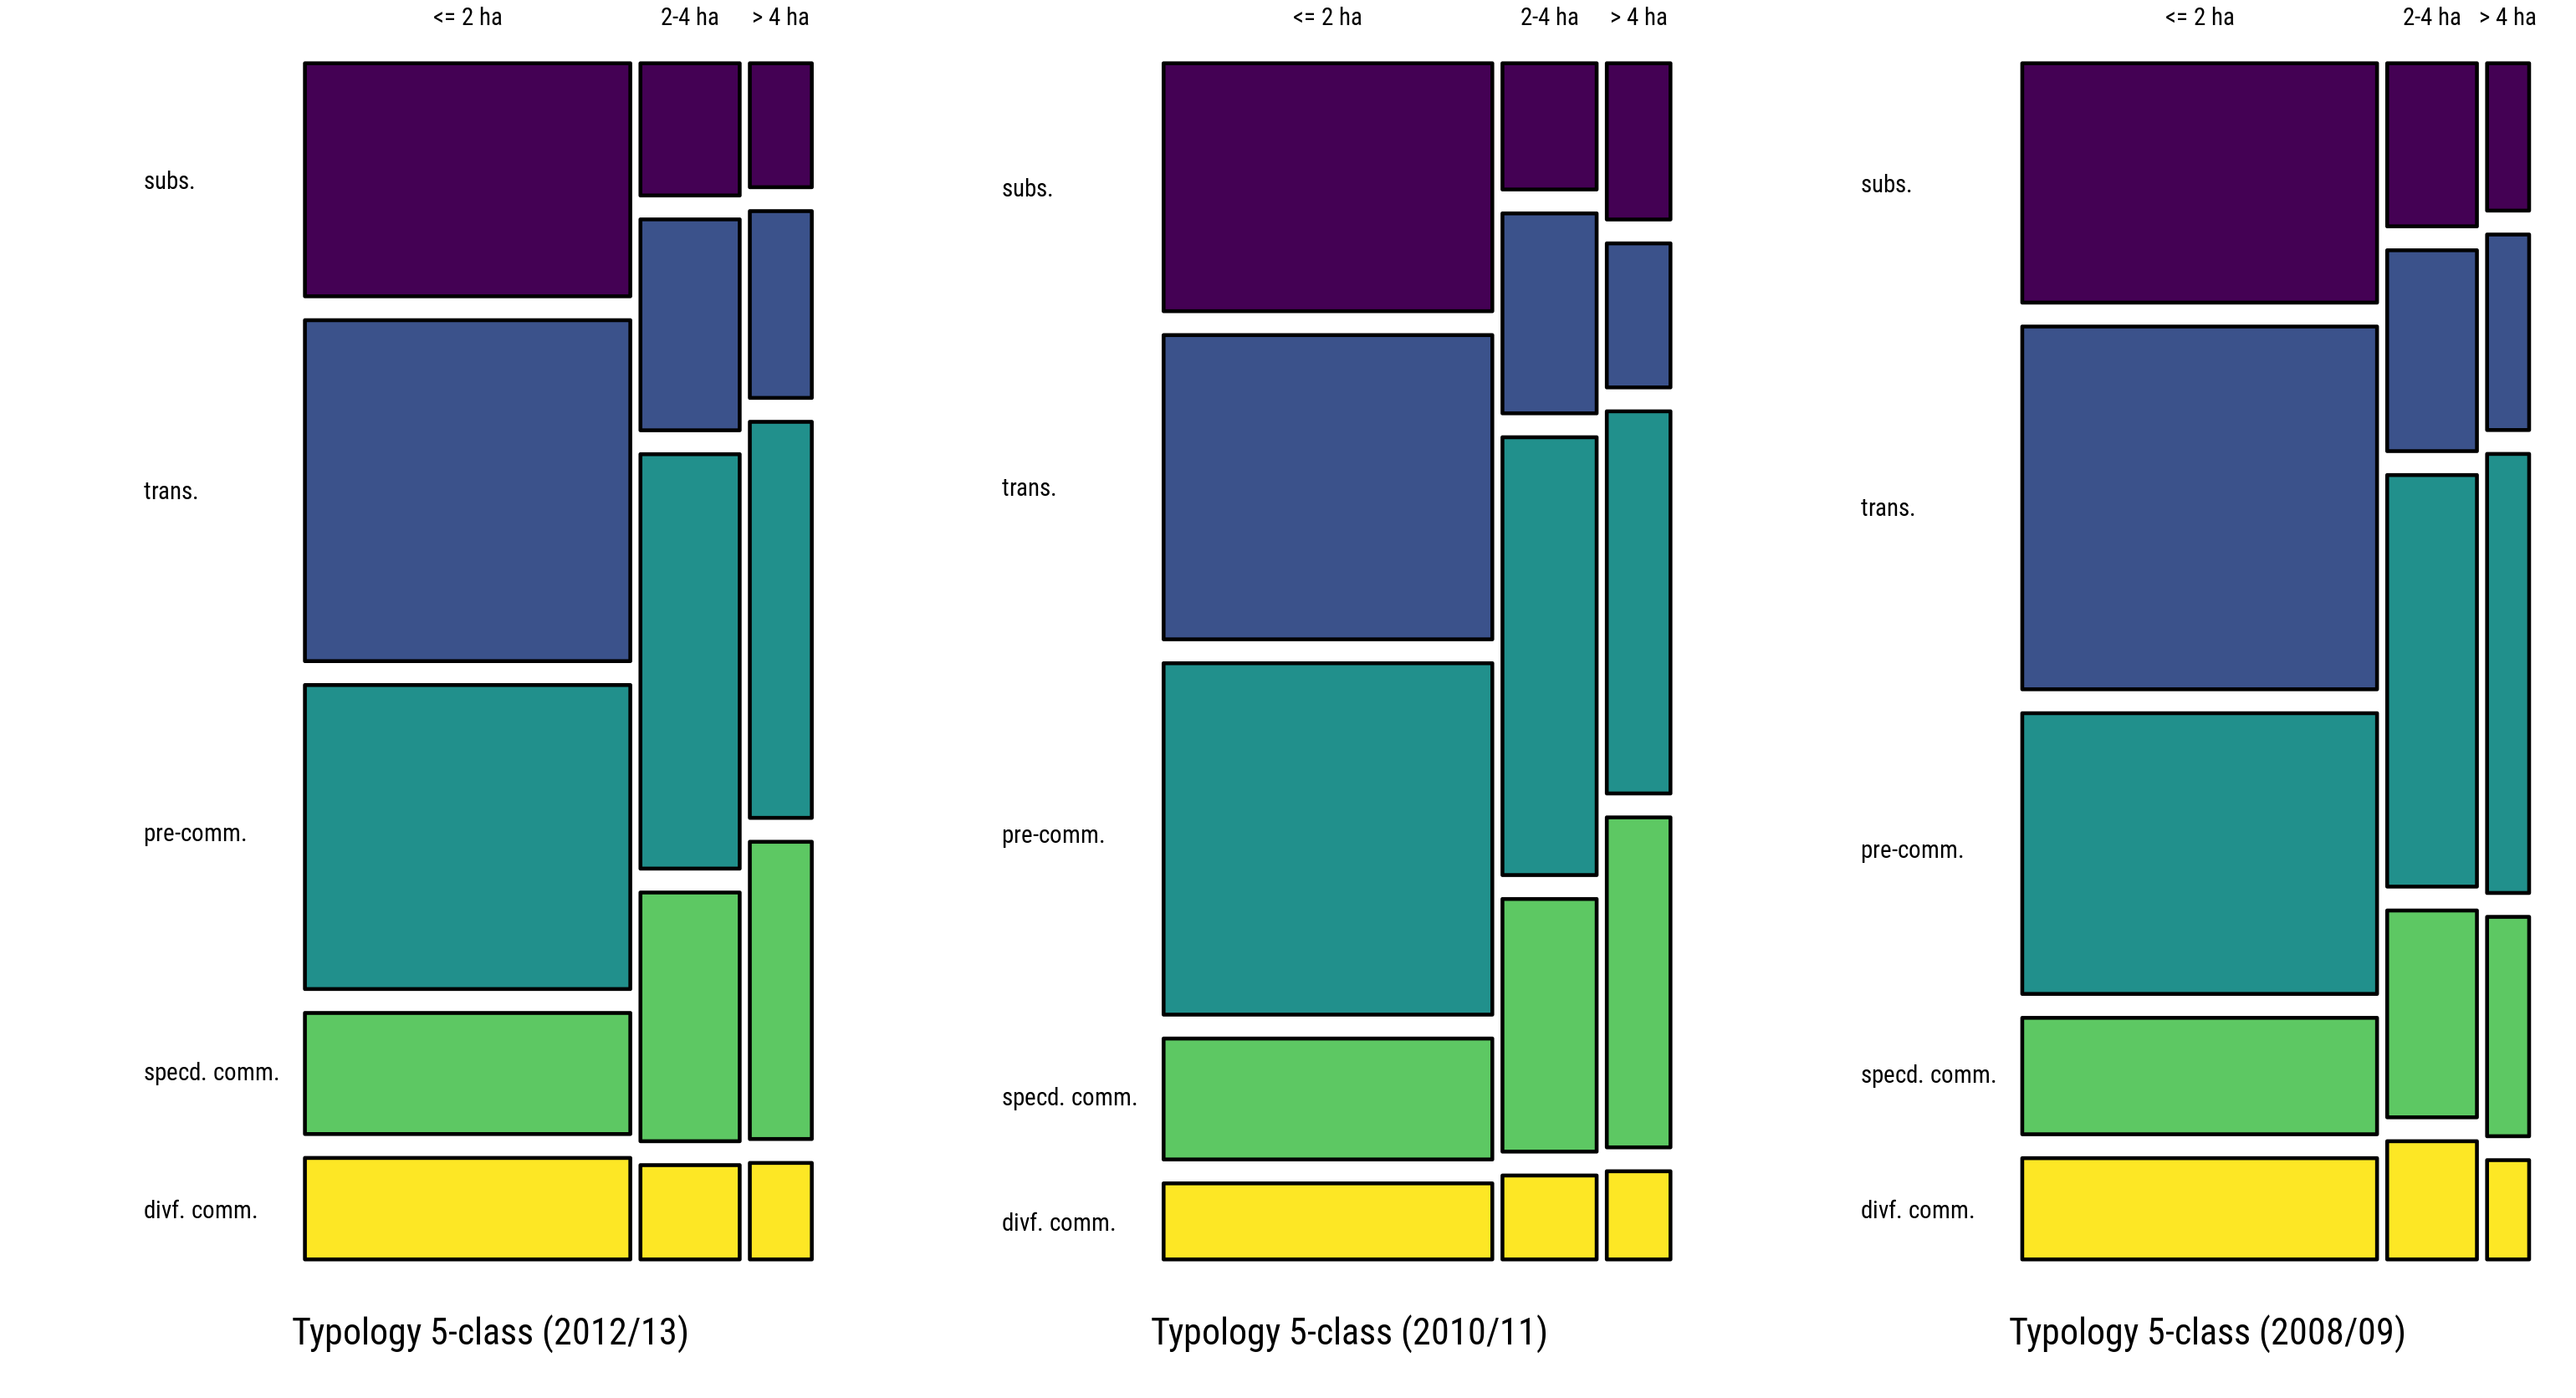 <= 2 ha 2-4 ha > 4 ha
subs.
trans.
pre-comm.
specd. comm.
divf. comm.
Typology 5-class (2012/13)
<= 2 ha 2-4 ha > 4 ha
subs.
trans.
pre-comm.
specd. comm.
divf. comm.
Typology 5-class (2010/11)
<= 2 ha 2-4 ha > 4 ha
subs.
trans.
pre-comm.
specd. comm.
divf. comm.
Typology 5-class (2008/09)